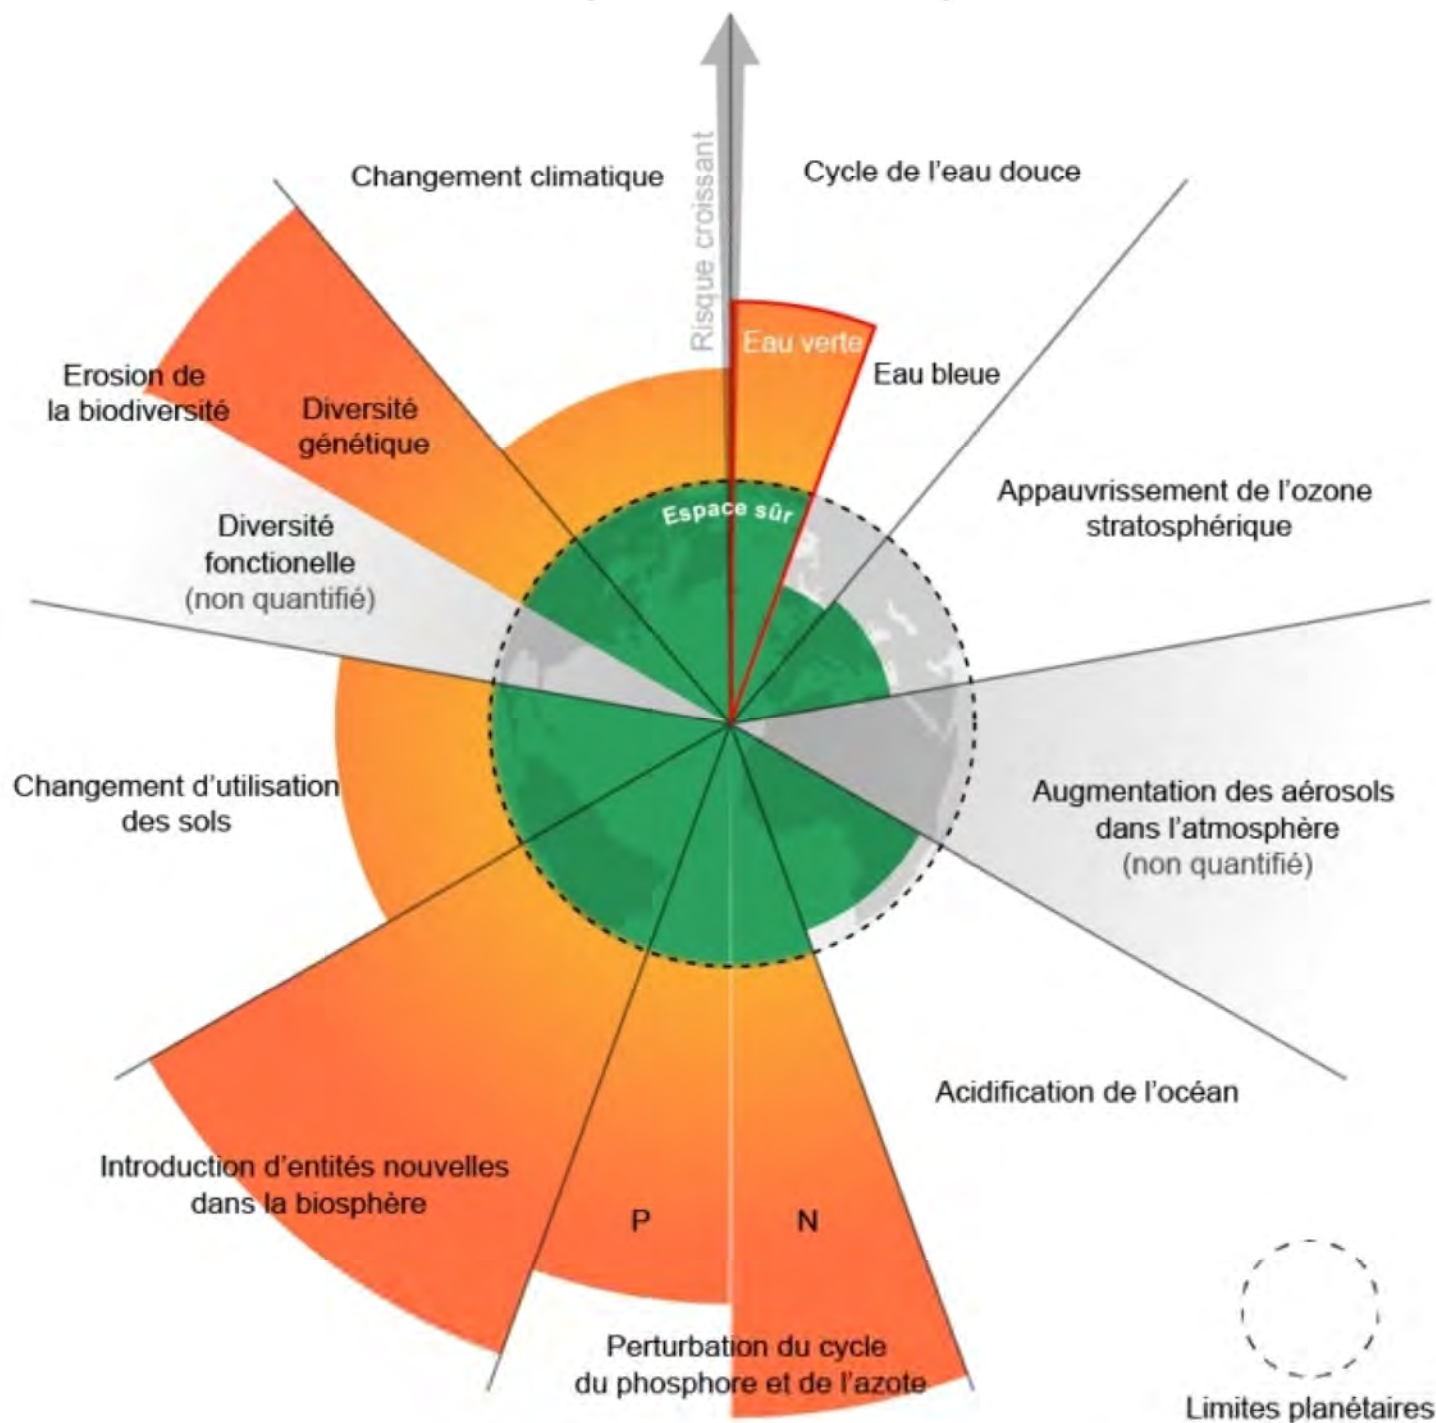 Changement climatique
Risque croissant
Cycle de l'eau douce
Eau verte
Eau bleue
Erosion de
la biodiversité
Diversité
génétique
Espace sûr
Appauvrissement de l'ozone
stratosphérique
Diversité
fonctionelle
(non quantifié)
Changement d'utilisation
des sols
Augmentation des aérosols
dans l'atmosphère
(non quantifié)
Acidification de l'océan
Introduction d'entités nouvelles
dans la biosphère
P
N
Perturbation du cycle
du phosphore et de l'azote
Limites planétaires